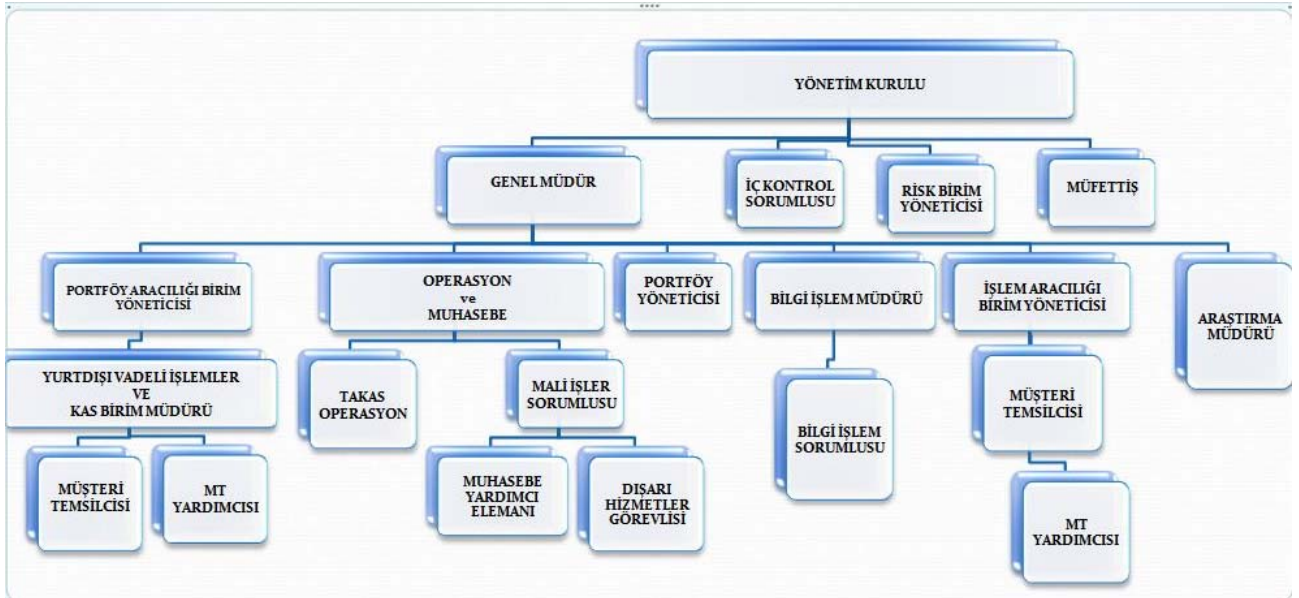 YÖNETİM KURULU
GENEL MÜDÜR
İÇ KONTROL
SORUMLUSU
RİSK BİRİM
YÖNETİCİSİ
MÜFETTİŞ
PORTFÖY ARACILIĞI BİRİM
YÖNETİCİSİ
OPERASYON
ve
MUHASEBE
PORTFÖY
YÖNETİCİSİ
BİLGİ İŞLEM MÜDÜRÜ
İŞLEM ARACILIĞI
BİRİM YÖNETİCİSİ
ARAŞTIRMA
MÜDÜRÜ
YURTDIŞI VADELİ İŞLEMLER
VE
KAS BİRİM MÜDÜRÜ
TAKAS
OPERASYON
MALİ İŞLER
SORUMLUSU
BİLGİ İŞLEM
SORUMLUSU
MÜŞTERİ
TEMSİLCİSİ
MÜŞTERİ
TEMSİLCİSİ
MT
YARDIMCISI
MUHASEBE
YARDIMCI
ELEMANI
DIŞARI
HİZMETLER
GÖREVLİSİ
MT
YARDIMCISI